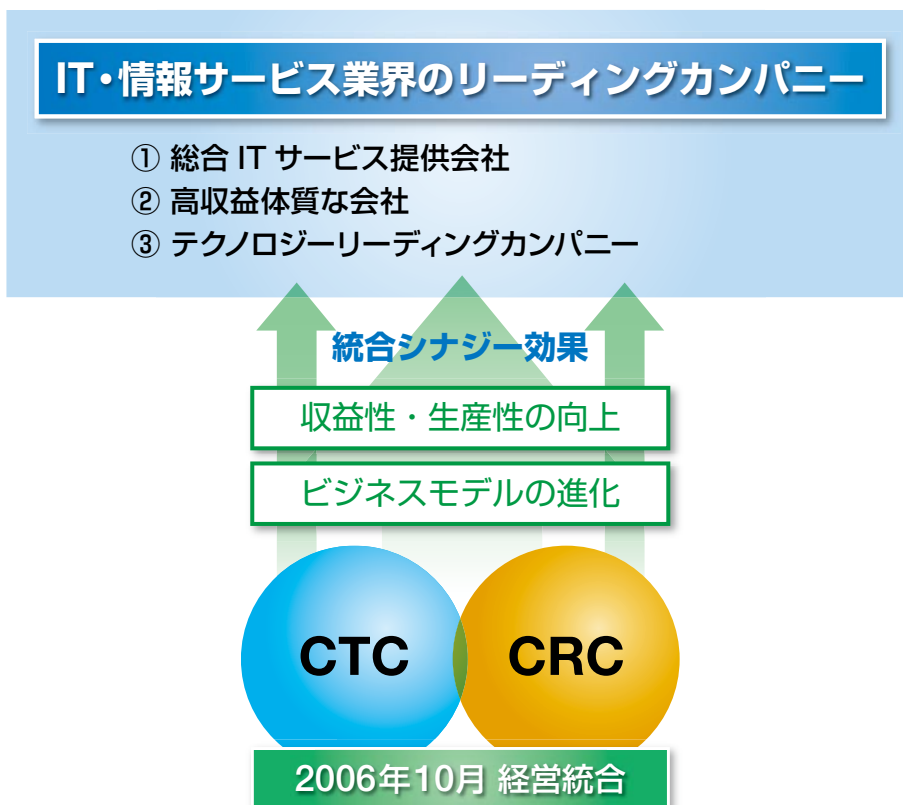 IT・情報サービス業界のリーディングカンパニー
① 総合 IT サービス提供会社
② 高収益体質な会社
③ テクノロジーリーディングカンパニー
統合シナジー効果
収益性・生産性の向上
ビジネスモデルの進化
CTC CRC
2006年10月 経営統合